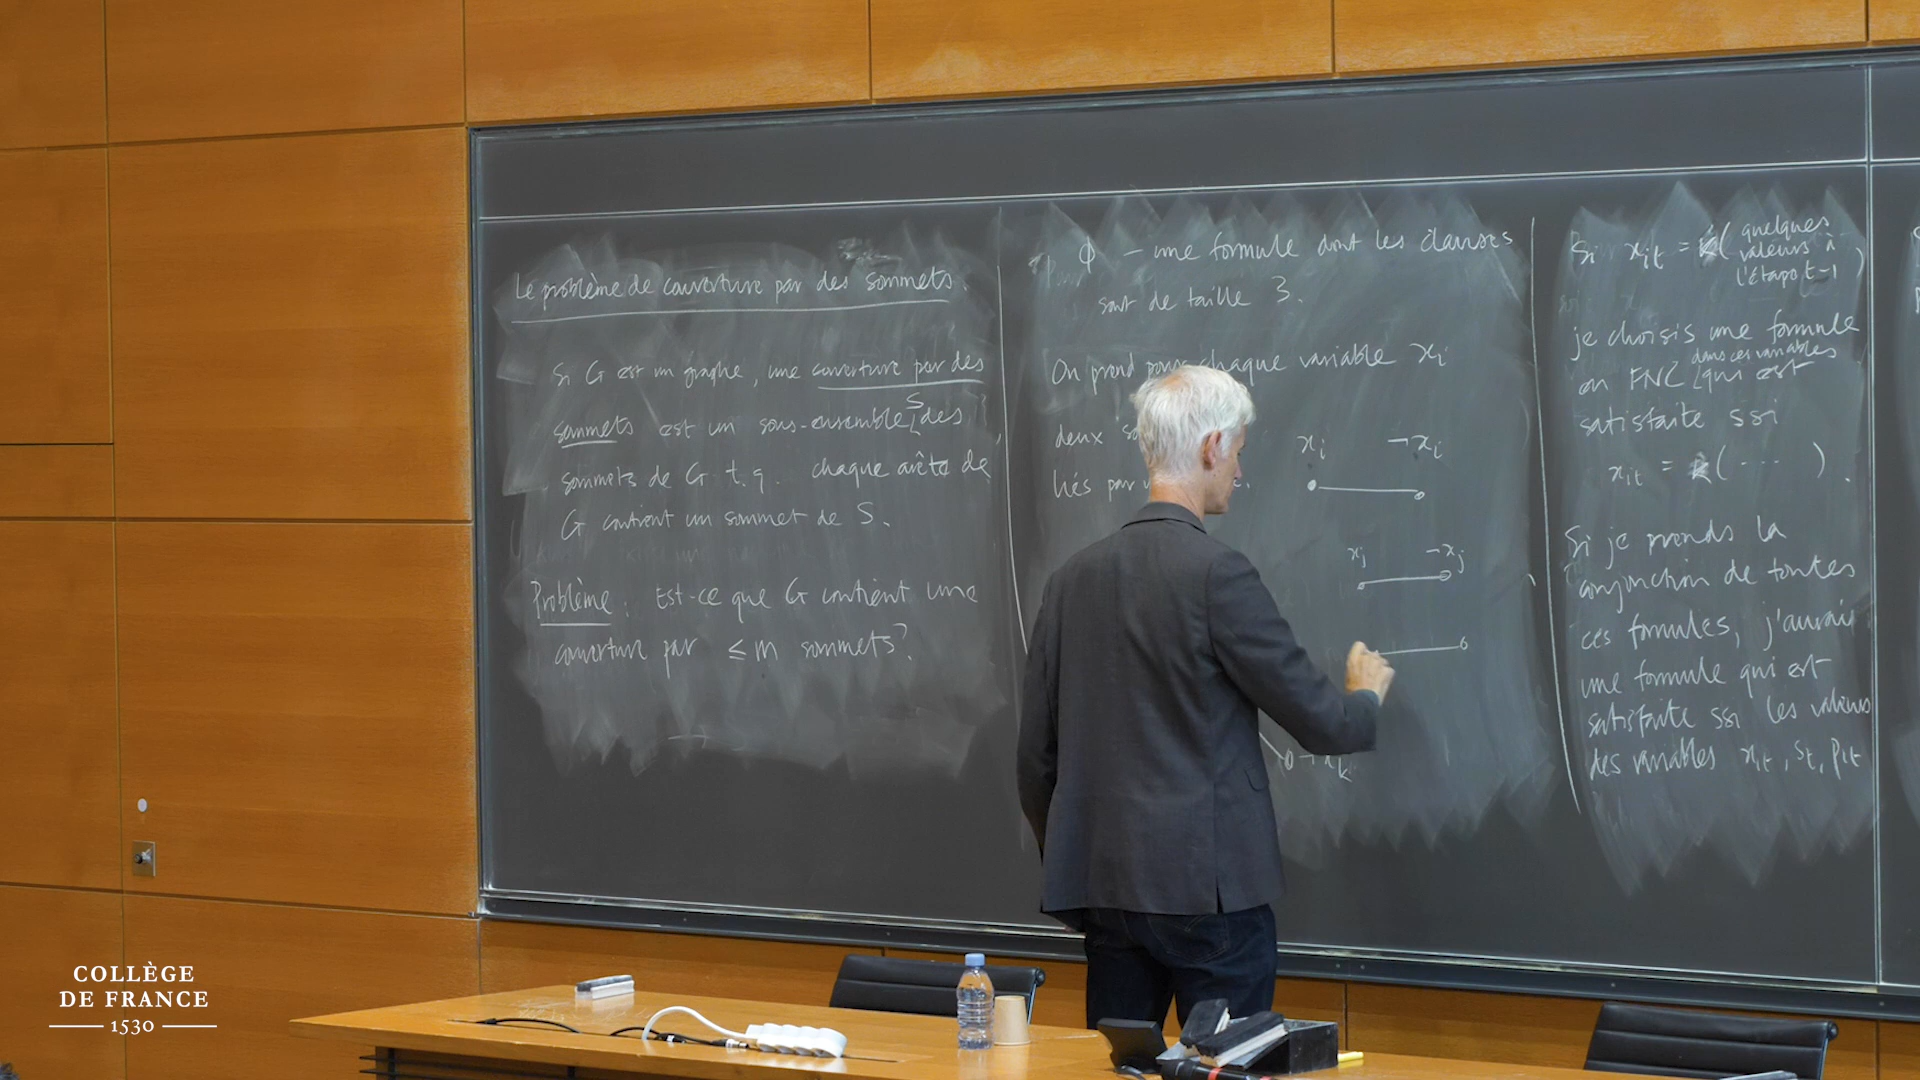 Le problème de couverture par des sommets.
Si G est un graphe, une couverture par des
sommets est un sous-ensemble S des
sommets de G t.q. chaque arête de
G contient un sommet de S.
Problème : Est-ce que G contient une
couverture par ≤ m sommets?
Φ - une formule dont les clauses
sont de taille 3.
On prend pour chaque variable xi
deux
liés par
xi ¬xi
xj ¬xj
¬xk
Si xit = ( quelques
valeurs à
l'étape t-1 )
je choisis une formule
dans ces variables
en FNC qui est
satisfaite ssi
xit = ( ... ).
Si je prends la
conjonction de toutes
ces formules, j'aurai
une formule qui est
satisfaite ssi les valeurs
des variables xit, st, pit
COLLÈGE
DE FRANCE
1530